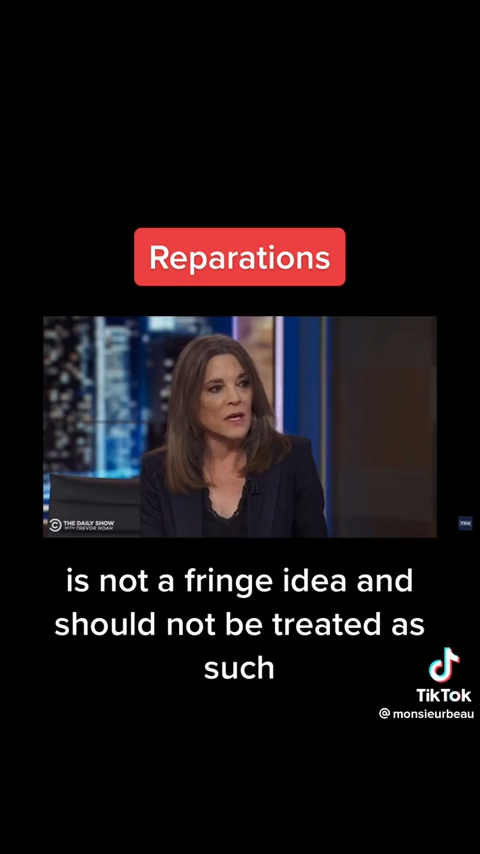 Reparations
THE DAILY SHOW
WITH TREVOR NOAH
TDS
is not a fringe idea and
should not be treated as
such
TikTok
@ monsieurbeau